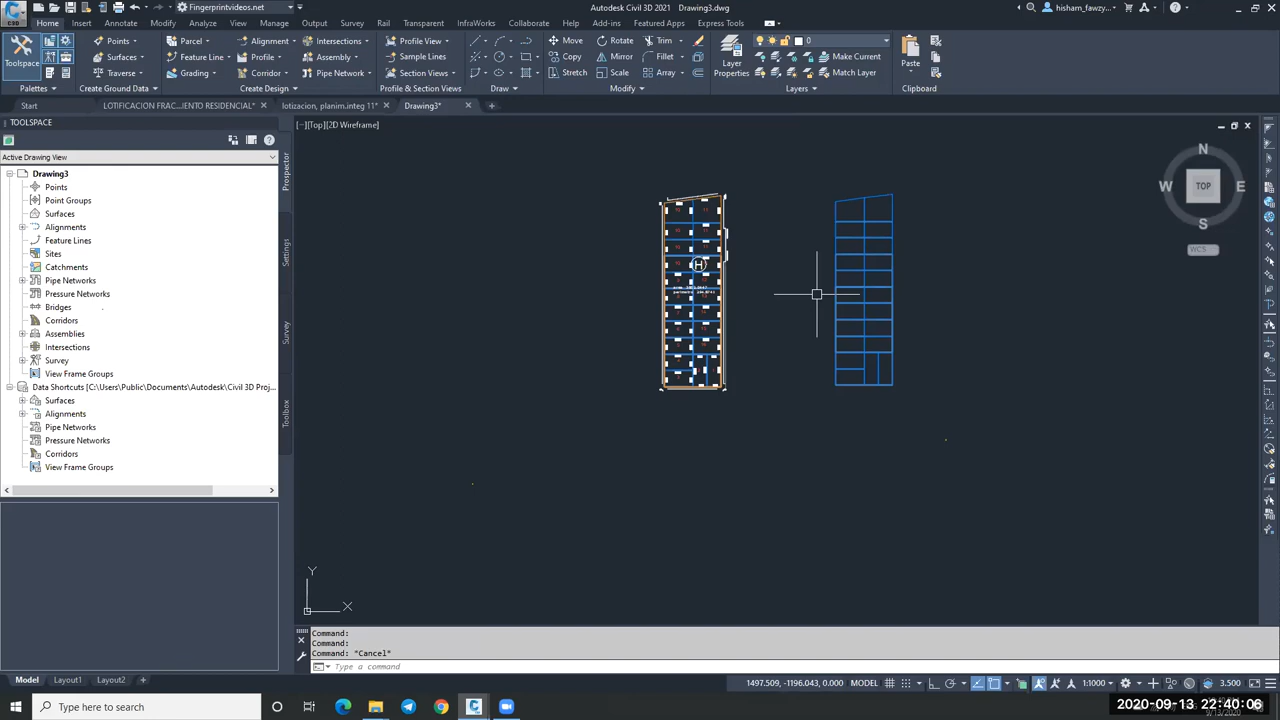 C3D
Fingerprintvideos.net
Autodesk Civil 3D 2021   Drawing3.dwg
hisham_fawzy...
Home Insert Annotate Modify Analyze View Manage Output Survey Rail Transparent InfraWorks Collaborate Help Add-ins Featured Apps Express Tools
Toolspace
Points
Surfaces
Traverse
Parcel
Feature Line
Grading
Alignment
Profile
Corridor
Intersections
Assembly
Pipe Network
Profile View
Sample Lines
Section Views
Move
Copy
Stretch
Rotate
Mirror
Scale
Trim
Fillet
Array
Layer
Properties
0
Make Current
Match Layer
Paste
Palettes
Create Ground Data
Create Design
Profile & Section Views
Draw
Modify
Layers
Clipboard
Start
LOTIFICACION FRAC...IENTO RESIDENCIAL*
lotizacion, planim.integ 11*
Drawing3*
TOOLSPACE
Active Drawing View
Drawing3
Points
Point Groups
Surfaces
Alignments
Feature Lines
Sites
Catchments
Pipe Networks
Pressure Networks
Bridges
Corridors
Assemblies
Intersections
Survey
View Frame Groups
Data Shortcuts [C:\Users\Public\Documents\Autodesk\Civil 3D Proj...
Surfaces
Alignments
Pipe Networks
Pressure Networks
Corridors
View Frame Groups
Prospector
Settings
Survey
Toolbox
[−][Top][2D Wireframe]
N
W TOP E
S
WCS
H
Y
X
Command:
Command:
Command: *Cancel*
Type a command
Model Layout1 Layout2
1497.509, -1196.043, 0.000 MODEL
1:1000
3.500
Type here to search
2020-09-13 22:40:06